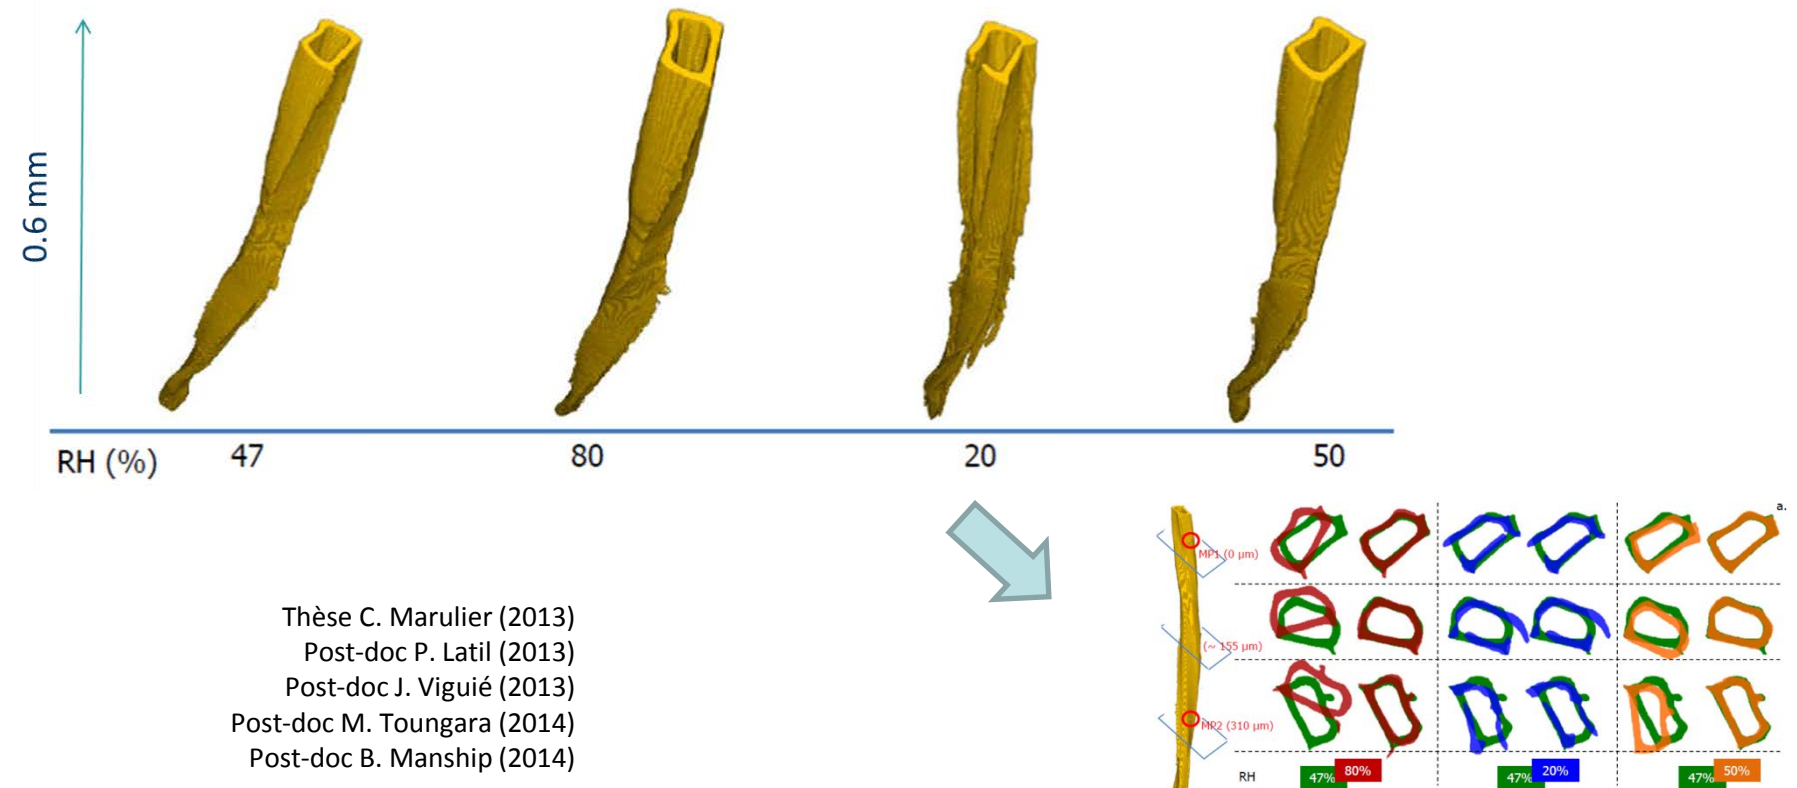 0.6 mm
RH (%) 47 80 20 50
a.
MP1 (0 µm)
(~ 155 µm)
MP2 (310 µm)
RH 47% 80% 47% 20% 47% 50%
Thèse C. Marulier (2013)
Post-doc P. Latil (2013)
Post-doc J. Viguié (2013)
Post-doc M. Toungara (2014)
Post-doc B. Manship (2014)